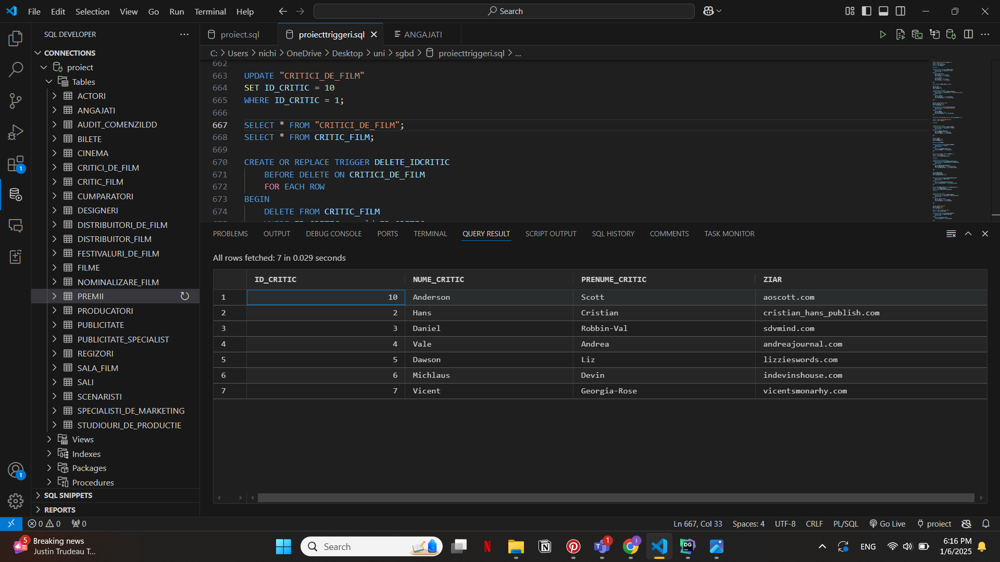 File Edit Selection View Go Run Terminal Help
Search
SQL DEVELOPER
CONNECTIONS
proiect
Tables
ACTORI
ANGAJATI
AUDIT_COMENZILDD
BILETE
CINEMA
CRITICI_DE_FILM
CRITIC_FILM
CUMPARATORI
DESIGNERI
DISTRIBUITORI_DE_FILM
DISTRIBUITOR_FILM
FESTIVALURI_DE_FILM
FILME
NOMINALIZARE_FILM
PREMII
PRODUCATORI
PUBLICITATE
PUBLICITATE_SPECIALIST
REGIZORI
SALA_FILM
SALI
SCENARISTI
SPECIALISTI_DE_MARKETING
STUDIOURI_DE_PRODUCTIE
Views
Indexes
Packages
Procedures
SQL SNIPPETS
REPORTS
1
1
proiect.sql proiecttriggeri.sql ANGAJATI
C: > Users > nichi > OneDrive > Desktop > uni > sgbd > proiecttriggeri.sql > ...
662
663 UPDATE "CRITICI_DE_FILM"
664 SET ID_CRITIC = 10
665 WHERE ID_CRITIC = 1;
666
667 SELECT * FROM "CRITICI_DE_FILM";
668 SELECT * FROM CRITIC_FILM;
669
670 CREATE OR REPLACE TRIGGER DELETE_IDCRITIC
671 BEFORE DELETE ON CRITICI_DE_FILM
672 FOR EACH ROW
673 BEGIN
674 DELETE FROM CRITIC_FILM
PROBLEMS OUTPUT DEBUG CONSOLE PORTS TERMINAL QUERY RESULT SCRIPT OUTPUT SQL HISTORY COMMENTS TASK MONITOR
All rows fetched: 7 in 0.029 seconds
ID_CRITIC NUME_CRITIC PRENUME_CRITIC ZIAR
1 10 Anderson Scott aoscott.com
2 2 Hans Cristian cristian_hans_publish.com
3 3 Daniel Robbin-Val sdvmind.com
4 4 Vale Andrea andreajournal.com
5 5 Dawson Liz lizzieswords.com
6 6 Michlaus Devin indevinshouse.com
7 7 Vicent Georgia-Rose vicentsmonarhy.com
0 0 0 Ln 667, Col 33 Spaces: 4 UTF-8 CRLF PL/SQL Go Live proiect
5 Breaking news
Justin Trudeau T...
Search
N
DG
1
ENG
6:16 PM
1/6/2025